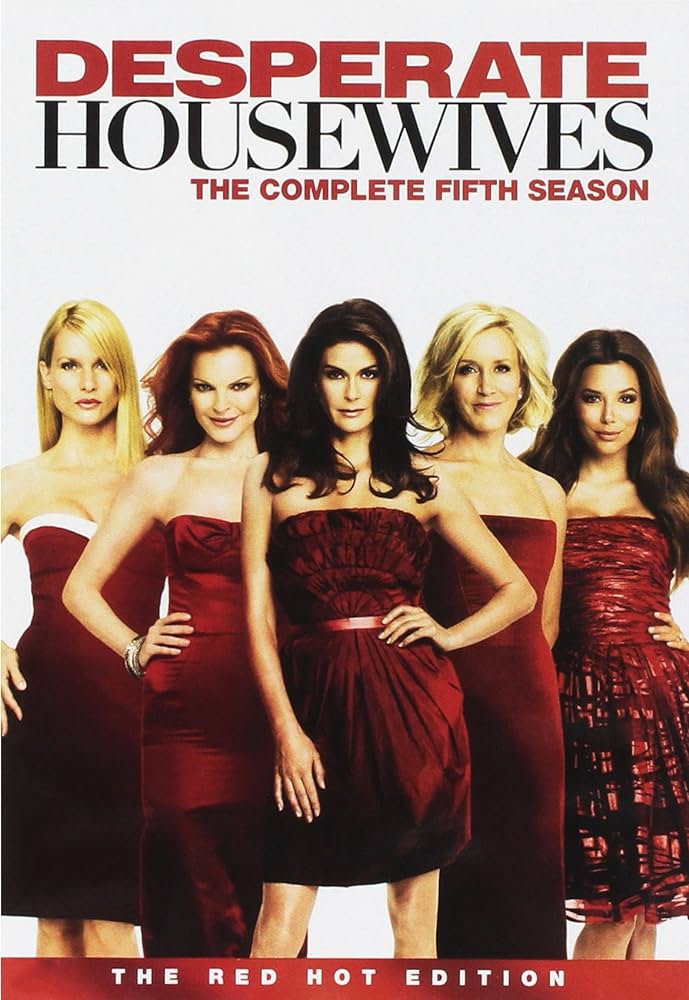 DESPERATE
HOUSEWIVES
THE COMPLETE FIFTH SEASON
THE RED HOT EDITION